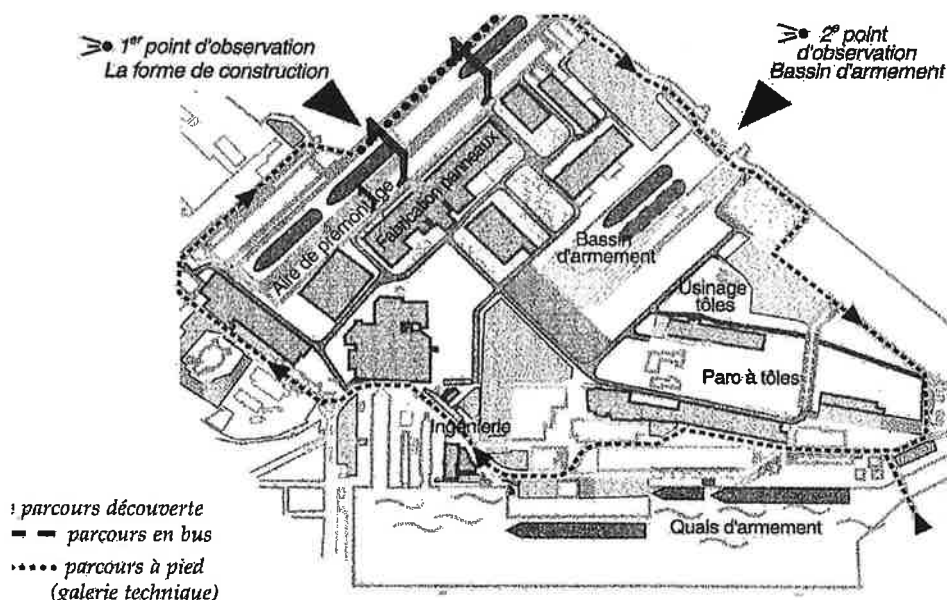 1er point d'observation
La forme de construction
2e point
d'observation
Bassin d'armement
Aire de prémontage
Fabrication panneaux
Bassin
d'armement
Usinage
tôles
Parc à tôles
Ingénierie
Quais d'armement
parcours découverte
parcours en bus
parcours à pied
(galerie technique)